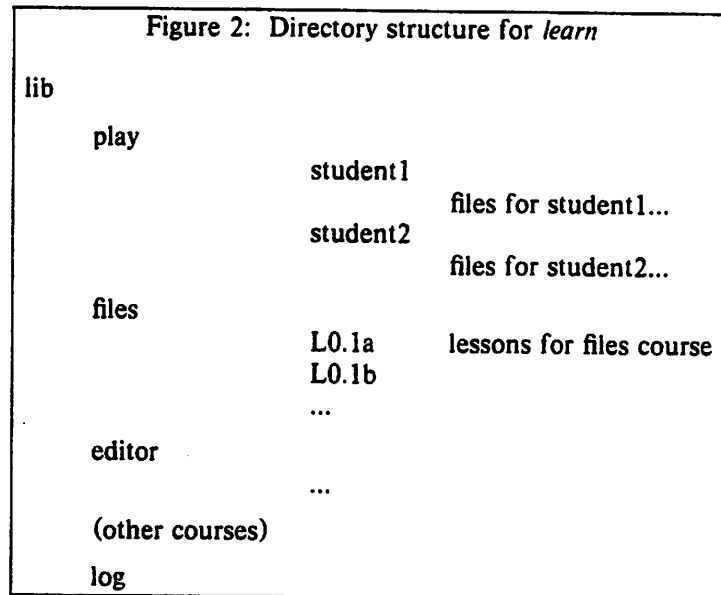 Figure 2: Directory structure for learn
lib
play
student1
files for student1...
student2
files for student2...
files
L0.1a lessons for files course
L0.1b
...
editor
...
(other courses)
log